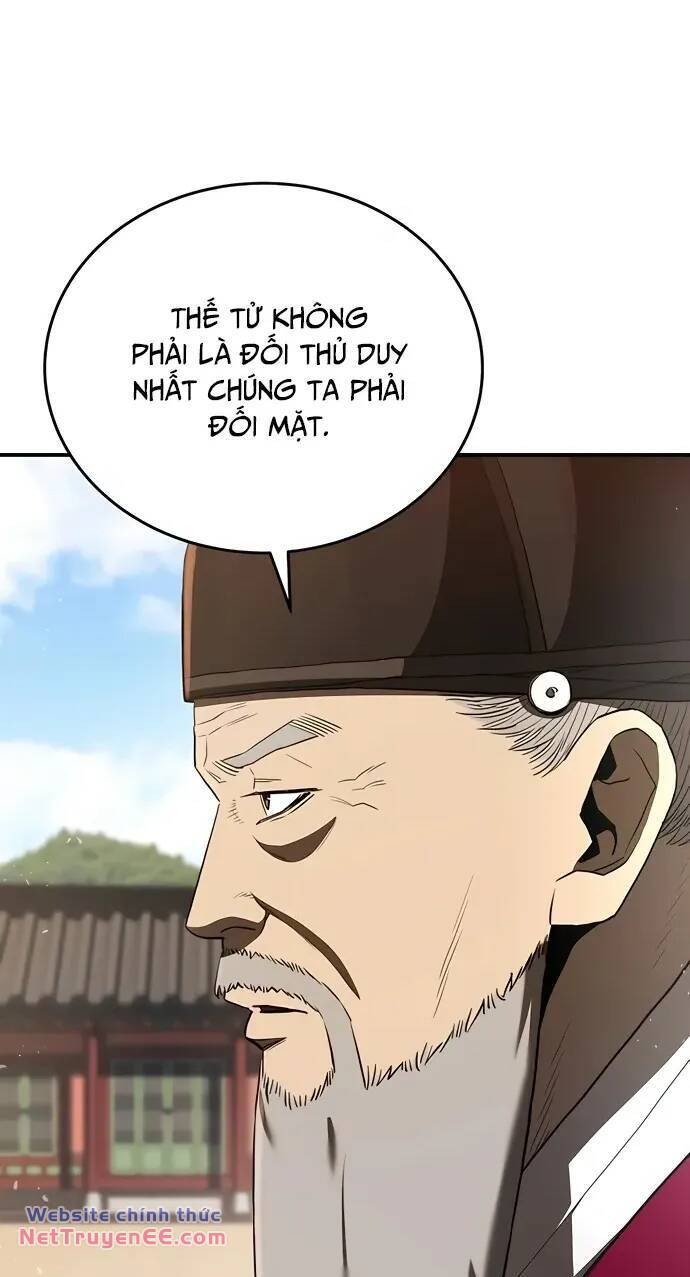 THẾ TỬ KHÔNG
PHẢI LÀ ĐỐI THỦ DUY
NHẤT CHÚNG TA PHẢI
ĐỐI MẶT.
Website chính thức
NetTruyenEE.com